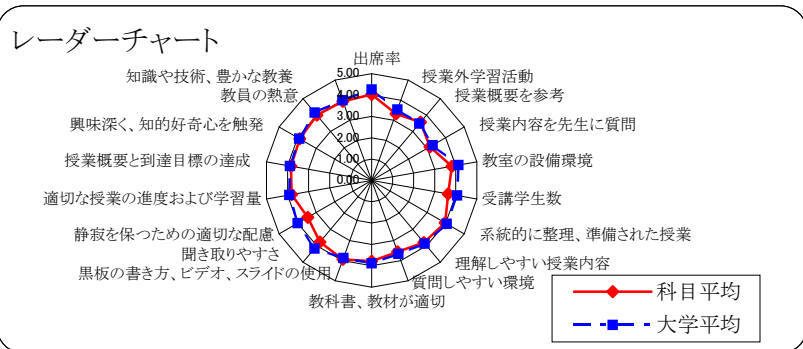 レーダーチャート
出席率
授業外学習活動
授業概要を参考
授業内容を先生に質問
教室の設備環境
受講学生数
系統的に整理、準備された授業
理解しやすい授業内容
質問しやすい環境
教科書、教材が適切
黒板の書き方、ビデオ、スライドの使用
聞き取りやすさ
静寂を保つための適切な配慮
適切な授業の進度および学習量
授業概要と到達目標の達成
興味深く、知的好奇心を触発
教員の熱意
知識や技術、豊かな教養
5.00
4.00
3.00
2.00
1.00
0.00
科目平均
大学平均